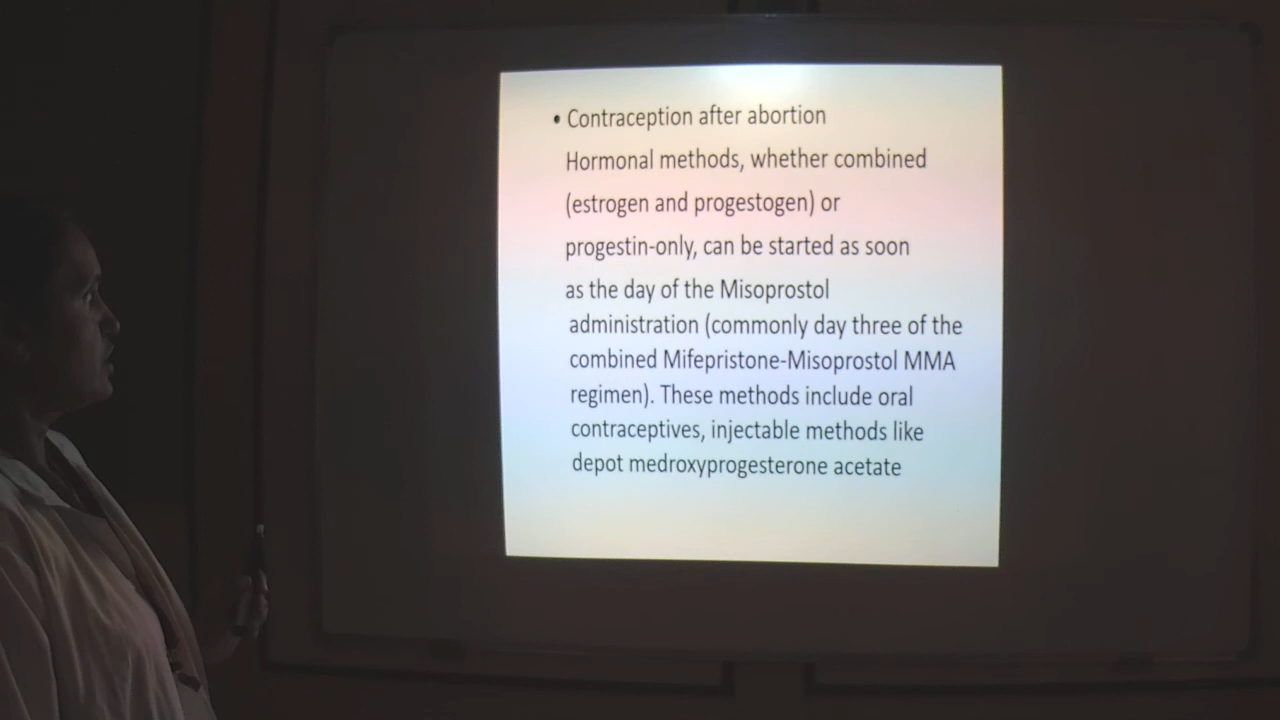 • Contraception after abortion
Hormonal methods, whether combined
(estrogen and progestogen) or
progestin-only, can be started as soon
as the day of the Misoprostol
administration (commonly day three of the
combined Mifepristone-Misoprostol MMA
regimen). These methods include oral
contraceptives, injectable methods like
depot medroxyprogesterone acetate